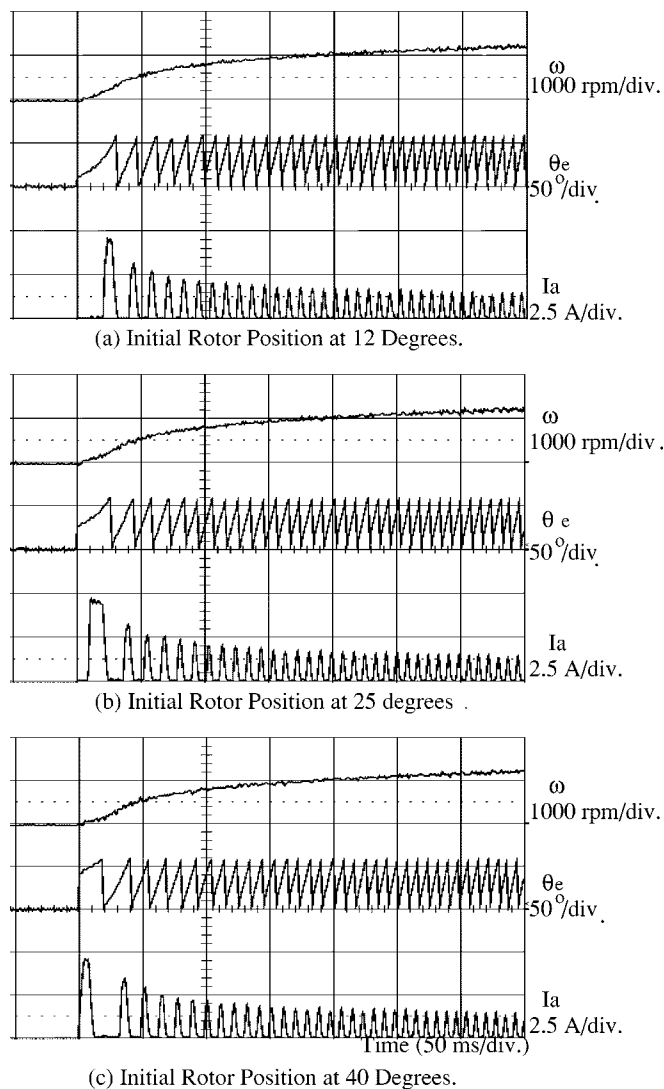 ω
1000 rpm/div.
θe
50°/div.
Ia
2.5 A/div.
(a) Initial Rotor Position at 12 Degrees.
ω
1000 rpm/div .
θ e
50°/div.
Ia
2.5 A/div.
(b) Initial Rotor Position at 25 degrees .
ω
1000 rpm/div.
θe
50°/div.
Ia
2.5 A/div.
Time (50 ms/div.)
(c) Initial Rotor Position at 40 Degrees.